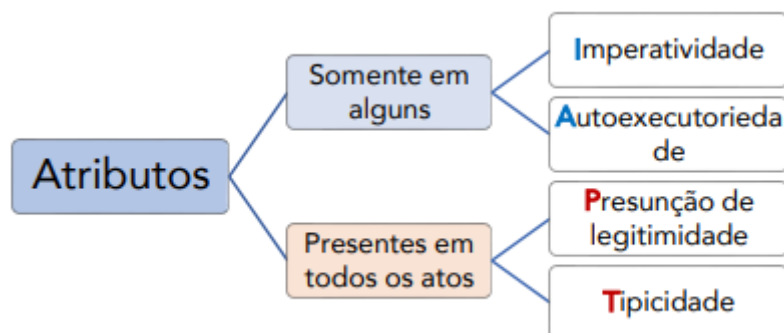 Atributos
Somente em
alguns
Imperatividade
Autoexecutorieda
de
Presentes em
todos os atos
Presunção de
legitimidade
Tipicidade